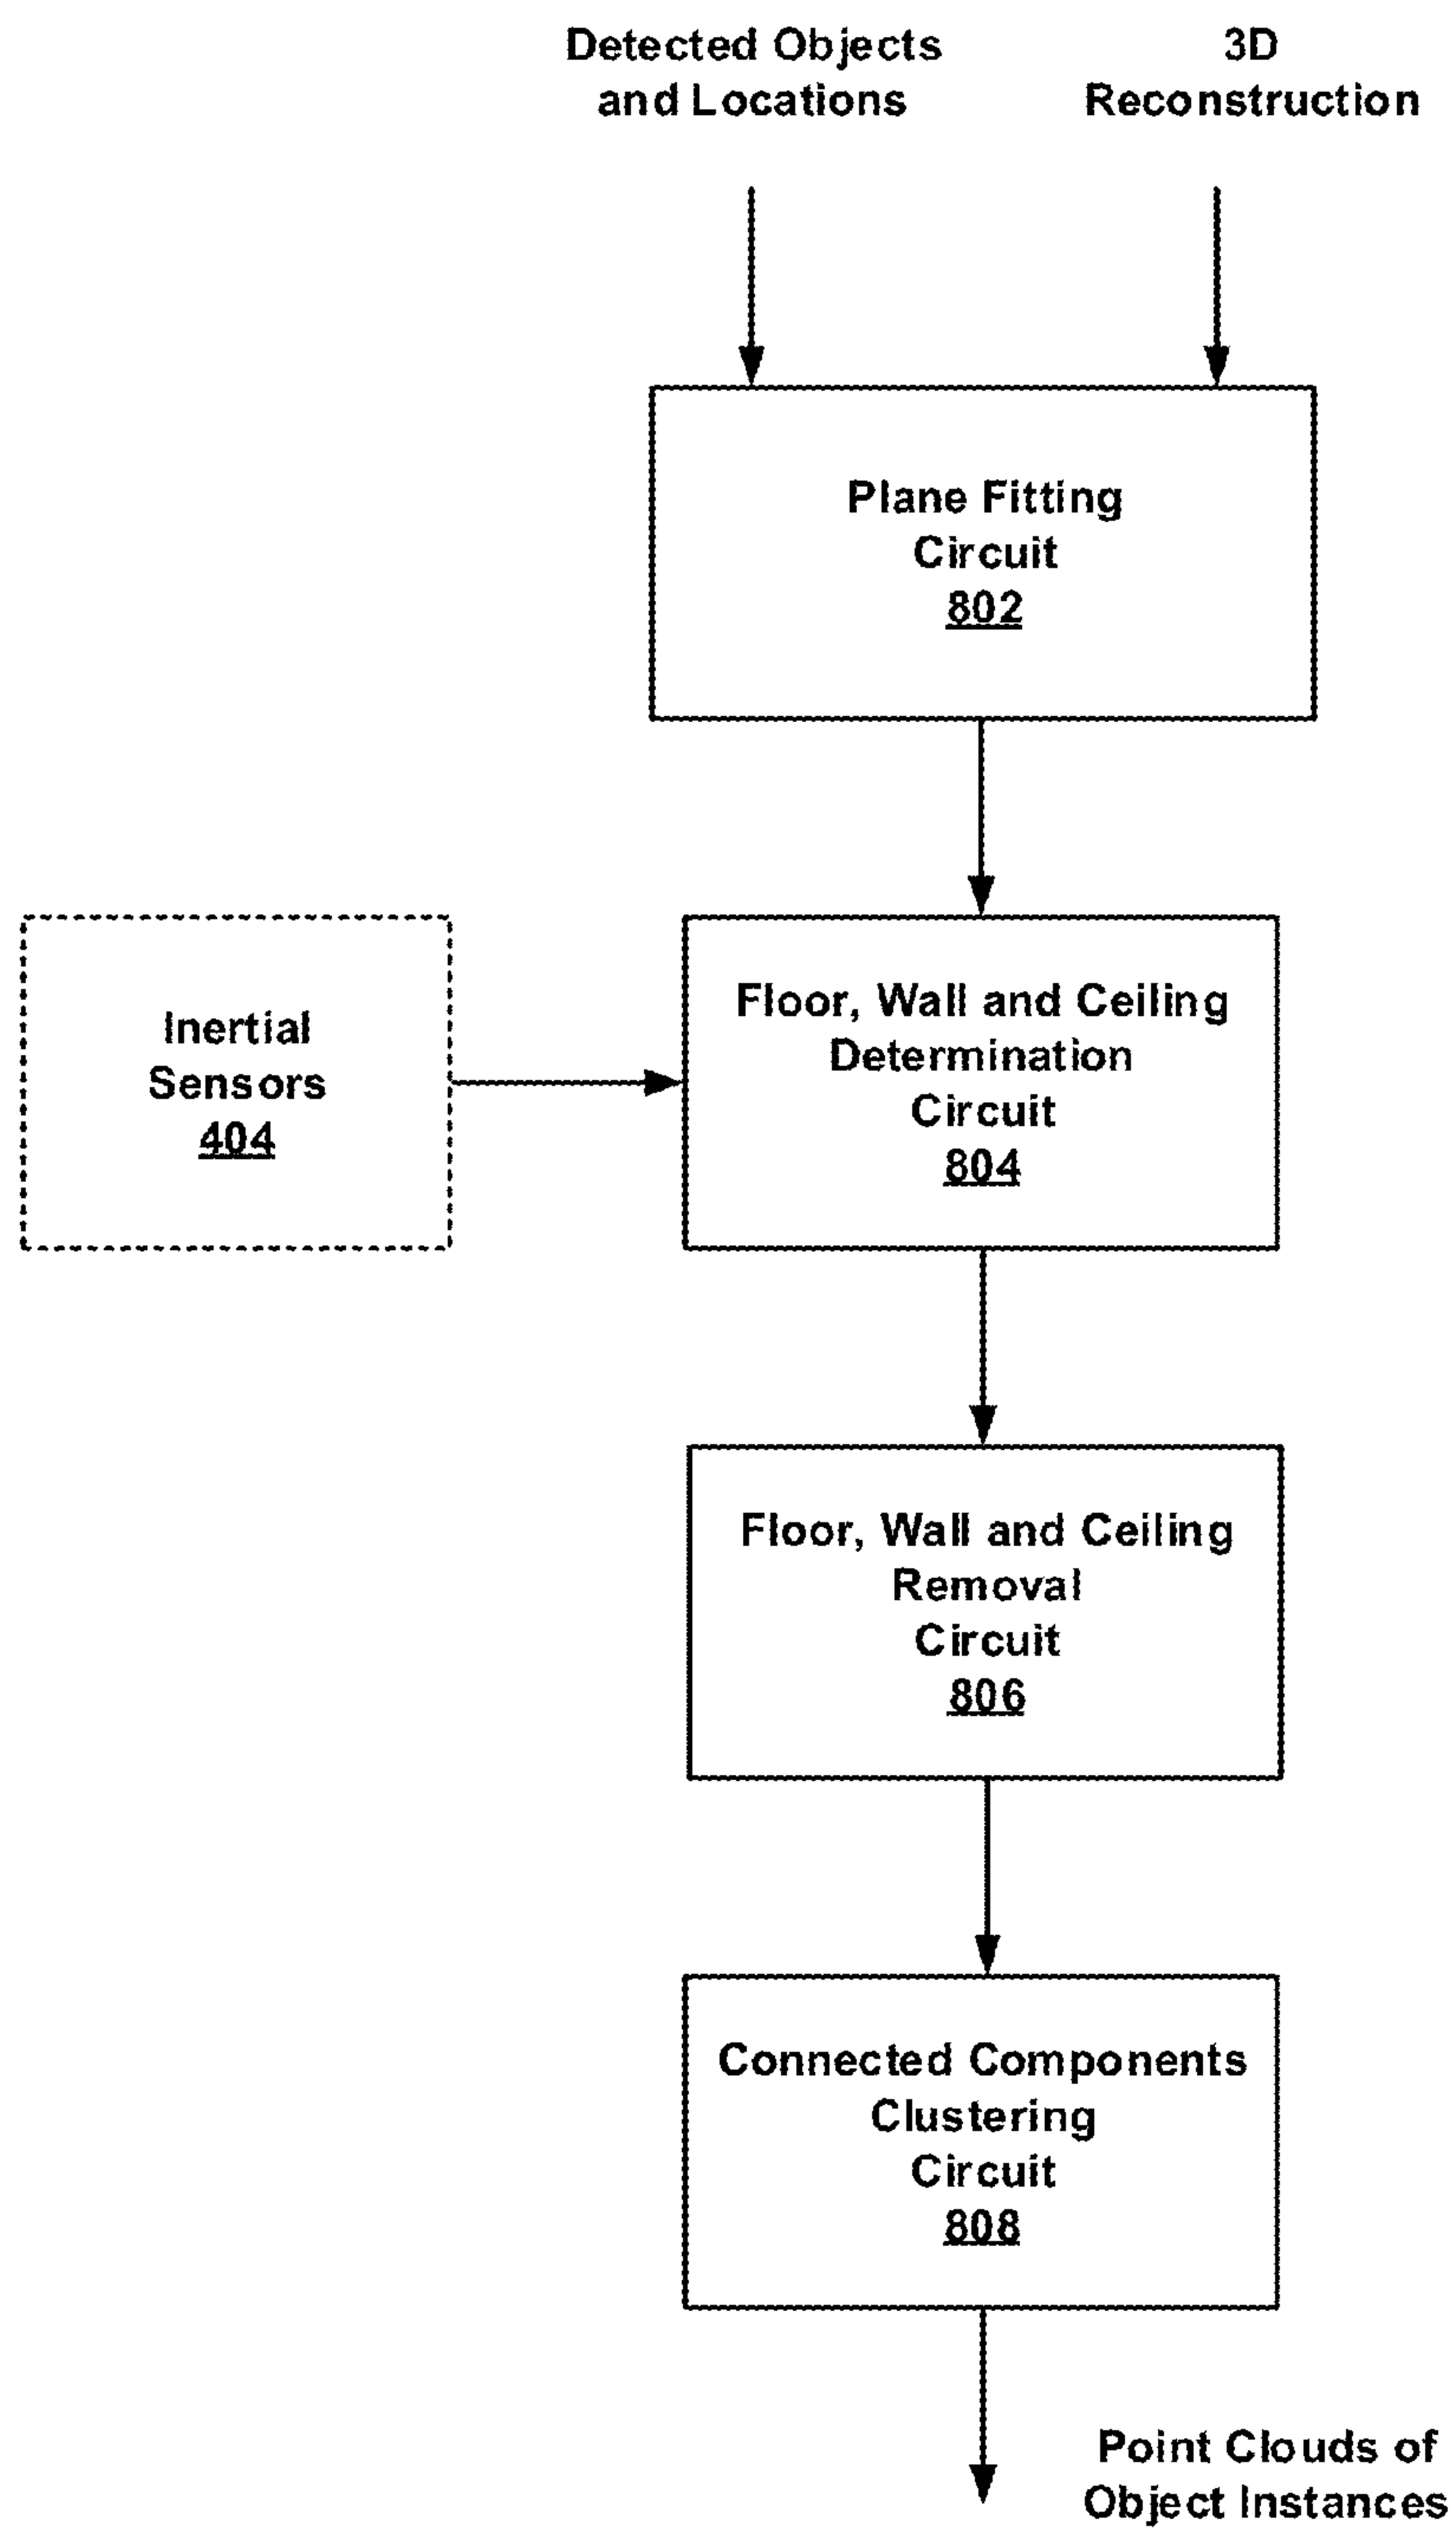 Detected Objects
and Locations
3D
Reconstruction
Plane Fitting
Circuit
802
Inertial
Sensors
404
Floor, Wall and Ceiling
Determination
Circuit
804
Floor, Wall and Ceiling
Removal
Circuit
806
Connected Components
Clustering
Circuit
808
Point Clouds of
Object Instances